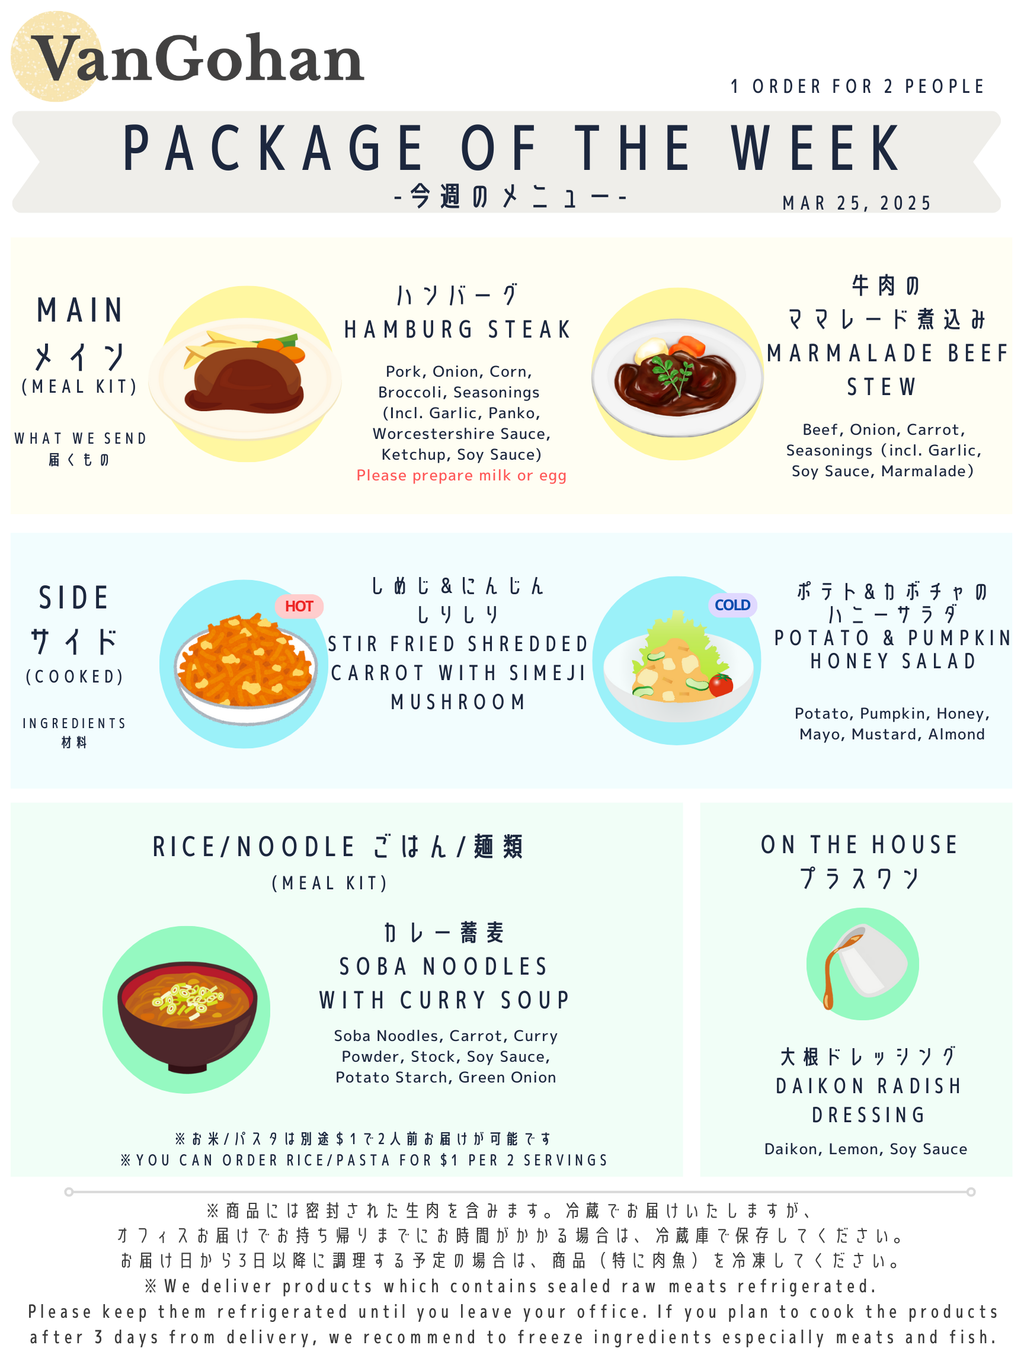 VanGohan
1 ORDER FOR 2 PEOPLE
PACKAGE OF THE WEEK
-今週のメニュー-
MAR 25, 2025
MAIN
メイン
(MEAL KIT)
WHAT WE SEND
届くもの
ハンバーグ
HAMBURG STEAK
Pork, Onion, Corn,
Broccoli, Seasonings
(Incl. Garlic, Panko,
Worcestershire Sauce,
Ketchup, Soy Sauce)
Please prepare milk or egg
牛肉の
ママレード煮込み
MARMALADE BEEF
STEW
Beef, Onion, Carrot,
Seasonings (incl. Garlic,
Soy Sauce, Marmalade)
SIDE
サイド
(COOKED)
INGREDIENTS
材料
HOT
しめじ&にんじん
しりしり
STIR FRIED SHREDDED
CARROT WITH SIMEJI
MUSHROOM
COLD
ポテト&カボチャの
ハニーサラダ
POTATO & PUMPKIN
HONEY SALAD
Potato, Pumpkin, Honey,
Mayo, Mustard, Almond
RICE/NOODLE ごはん/麺類
(MEAL KIT)
カレー蕎麦
SOBA NOODLES
WITH CURRY SOUP
Soba Noodles, Carrot, Curry
Powder, Stock, Soy Sauce,
Potato Starch, Green Onion
※お米/パスタは別途$1で2人前お届けが可能です
※YOU CAN ORDER RICE/PASTA FOR $1 PER 2 SERVINGS
ON THE HOUSE
プラスワン
大根ドレッシング
DAIKON RADISH
DRESSING
Daikon, Lemon, Soy Sauce
※商品には密封された生肉を含みます。冷蔵でお届けいたしますが、
オフィスお届けでお持ち帰りまでにお時間がかかる場合は、冷蔵庫で保存してください。
お届け日から3日以降に調理する予定の場合は、商品（特に肉魚）を冷凍してください。
※We deliver products which contains sealed raw meats refrigerated.
Please keep them refrigerated until you leave your office. If you plan to cook the products
after 3 days from delivery, we recommend to freeze ingredients especially meats and fish.